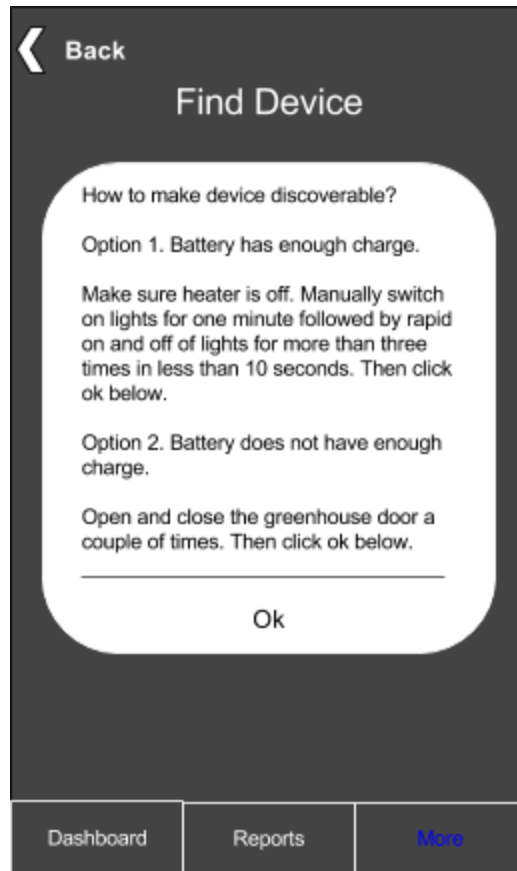 Back
Find Device
How to make device discoverable?
Option 1. Battery has enough charge.
Make sure heater is off. Manually switch
on lights for one minute followed by rapid
on and off of lights for more than three
times in less than 10 seconds. Then click
ok below.
Option 2. Battery does not have enough
charge.
Open and close the greenhouse door a
couple of times. Then click ok below.
Ok
Dashboard
Reports
More